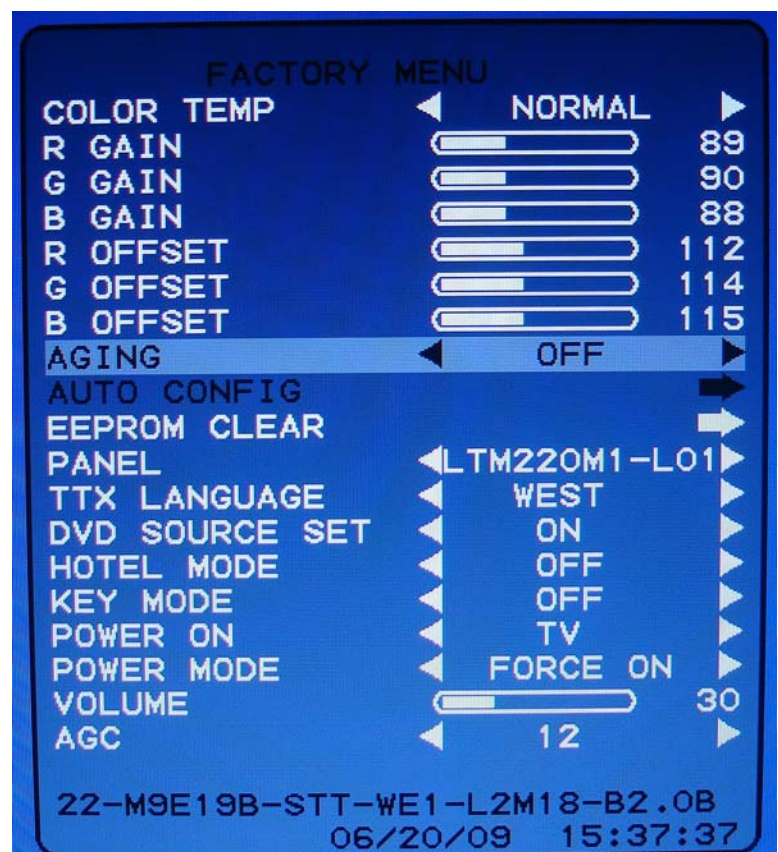 FACTORY MENU
COLOR TEMP NORMAL
R GAIN 89
G GAIN 90
B GAIN 88
R OFFSET 112
G OFFSET 114
B OFFSET 115
AGING OFF
AUTO CONFIG
EEPROM CLEAR
PANEL LTM220M1-L01
TTX LANGUAGE WEST
DVD SOURCE SET ON
HOTEL MODE OFF
KEY MODE OFF
POWER ON TV
POWER MODE FORCE ON
VOLUME 30
AGC 12
22-M9E19B-STT-WE1-L2M18-B2.0B
06/20/09 15:37:37